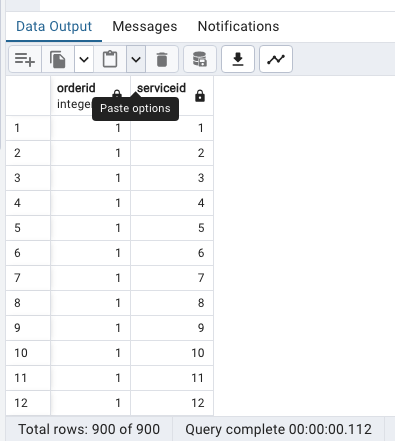 Data Output Messages Notifications
orderid serviceid
intege
Paste options
1 1 1
2 1 2
3 1 3
4 1 4
5 1 5
6 1 6
7 1 7
8 1 8
9 1 9
10 1 10
11 1 11
12 1 12
Total rows: 900 of 900 Query complete 00:00:00.112